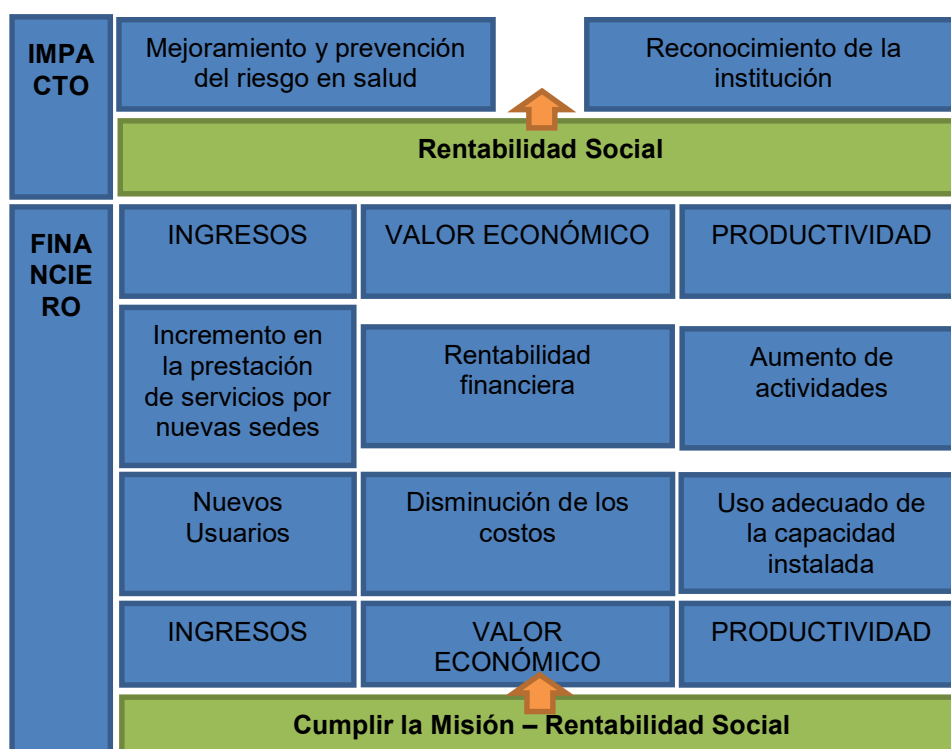 IMPA
CTO
Mejoramiento y prevención
del riesgo en salud
Reconocimiento de la
institución
Rentabilidad Social
FINA
NCIE
RO
INGRESOS
VALOR ECONÓMICO
PRODUCTIVIDAD
Incremento en
la prestación
de servicios por
nuevas sedes
Rentabilidad
financiera
Aumento de
actividades
Nuevos
Usuarios
Disminución de los
costos
Uso adecuado de
la capacidad
instalada
INGRESOS
VALOR
ECONÓMICO
PRODUCTIVIDAD
Cumplir la Misión – Rentabilidad Social